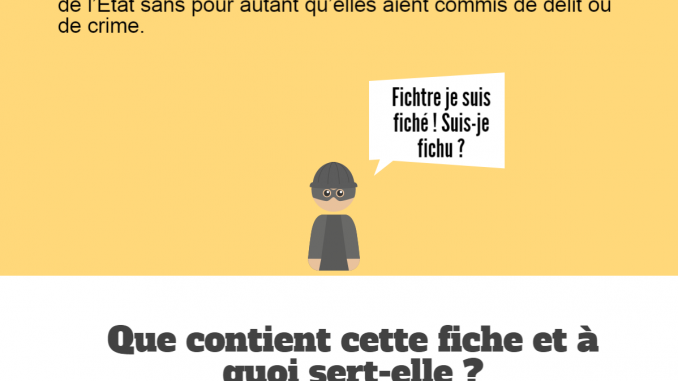 de l'État sans pour autant qu'elles aient commis de délit ou
de crime.
Fichtre je suis
fiché ! Suis-je
fichu ?
Que contient cette fiche et à
quoi sert-elle ?